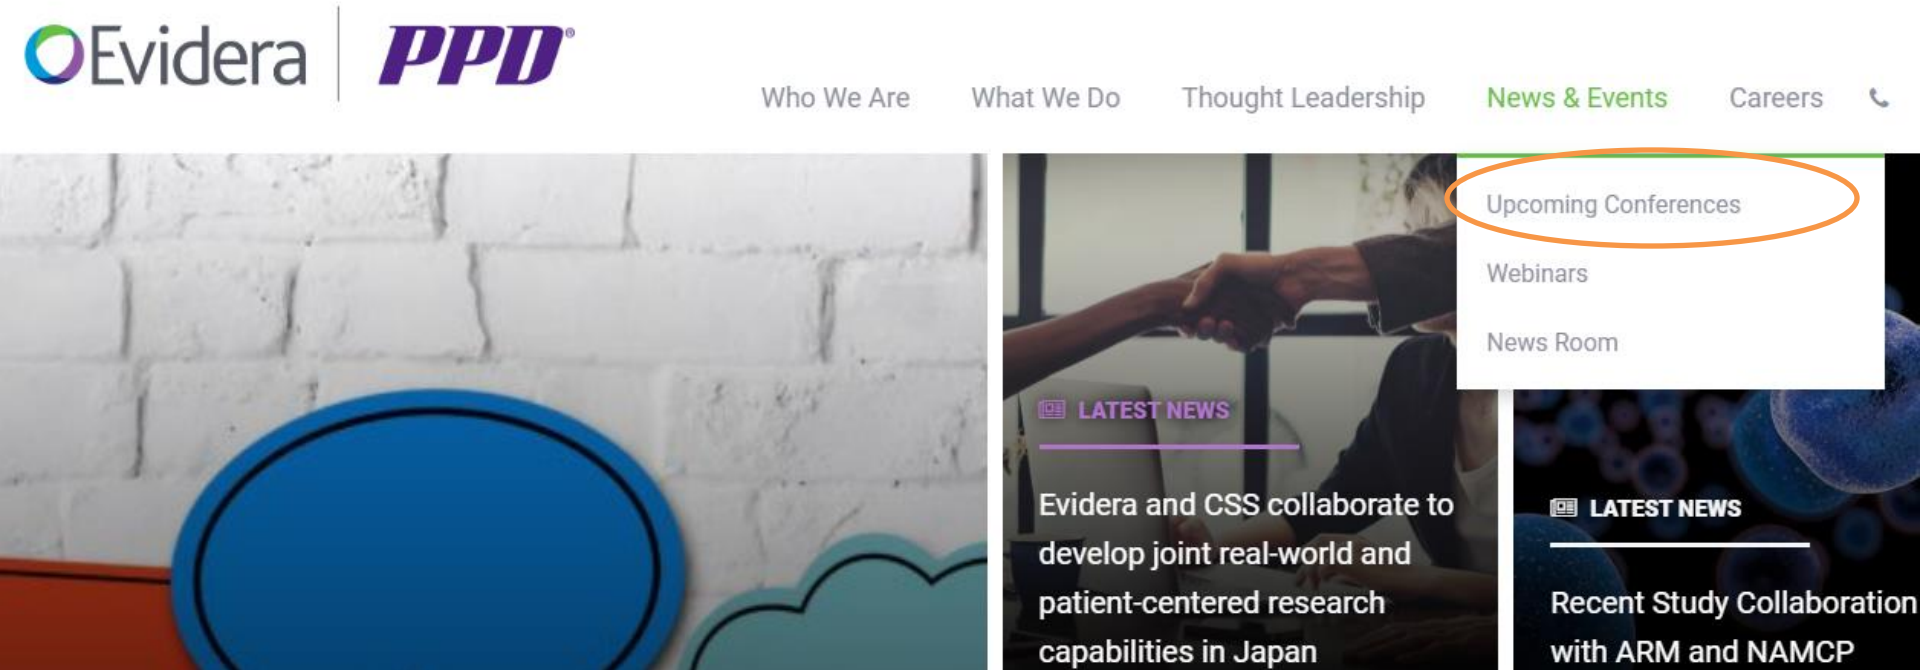 Evidera
PPD®
Who We Are
What We Do
Thought Leadership
News & Events
Careers
Upcoming Conferences
Webinars
News Room
LATEST NEWS
Evidera and CSS collaborate to
develop joint real-world and
patient-centered research
capabilities in Japan
LATEST NEWS
Recent Study Collaboration
with ARM and NAMCP